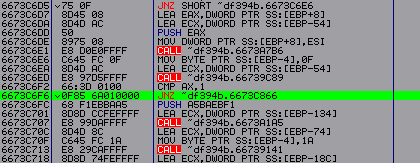 6673C6D5 75 0F JNZ SHORT ~df394b.6673C6E6
6673C6D7 8D45 08 LEA EAX,DWORD PTR SS:[EBP+8]
6673C6DA 8D4D AC LEA ECX,DWORD PTR SS:[EBP-54]
6673C6DD 50 PUSH EAX
6673C6DE 8975 08 MOV DWORD PTR SS:[EBP+8],ESI
6673C6E1 E8 D0E0FFFF CALL ~df394b.6673A7B6
6673C6E6 C645 FC 0F MOV BYTE PTR SS:[EBP-4],0F
6673C6EA 8D4D AC LEA ECX,DWORD PTR SS:[EBP-54]
6673C6ED E8 97D5FFFF CALL ~df394b.66739C89
6673C6F2 66:3D 0100 CMP AX,1
6673C6F6 0F85 6A010000 JNZ ~df394b.6673C866
6673C6FC 68 F1EBBAA5 PUSH A5BAEBF1
6673C701 8D8D CCFEFFFF LEA ECX,DWORD PTR SS:[EBP-134]
6673C707 E8 09DAFFFF CALL ~df394b.6673A115
6673C70C 8D4D 8C LEA ECX,DWORD PTR SS:[EBP-74]
6673C70F C645 FC 1A MOV BYTE PTR SS:[EBP-4],1A
6673C713 E8 29CAFFFF CALL ~df394b.66739141
6673C718 8D8D 74FEFFFF LEA ECX,DWORD PTR SS:[EBP-18C]